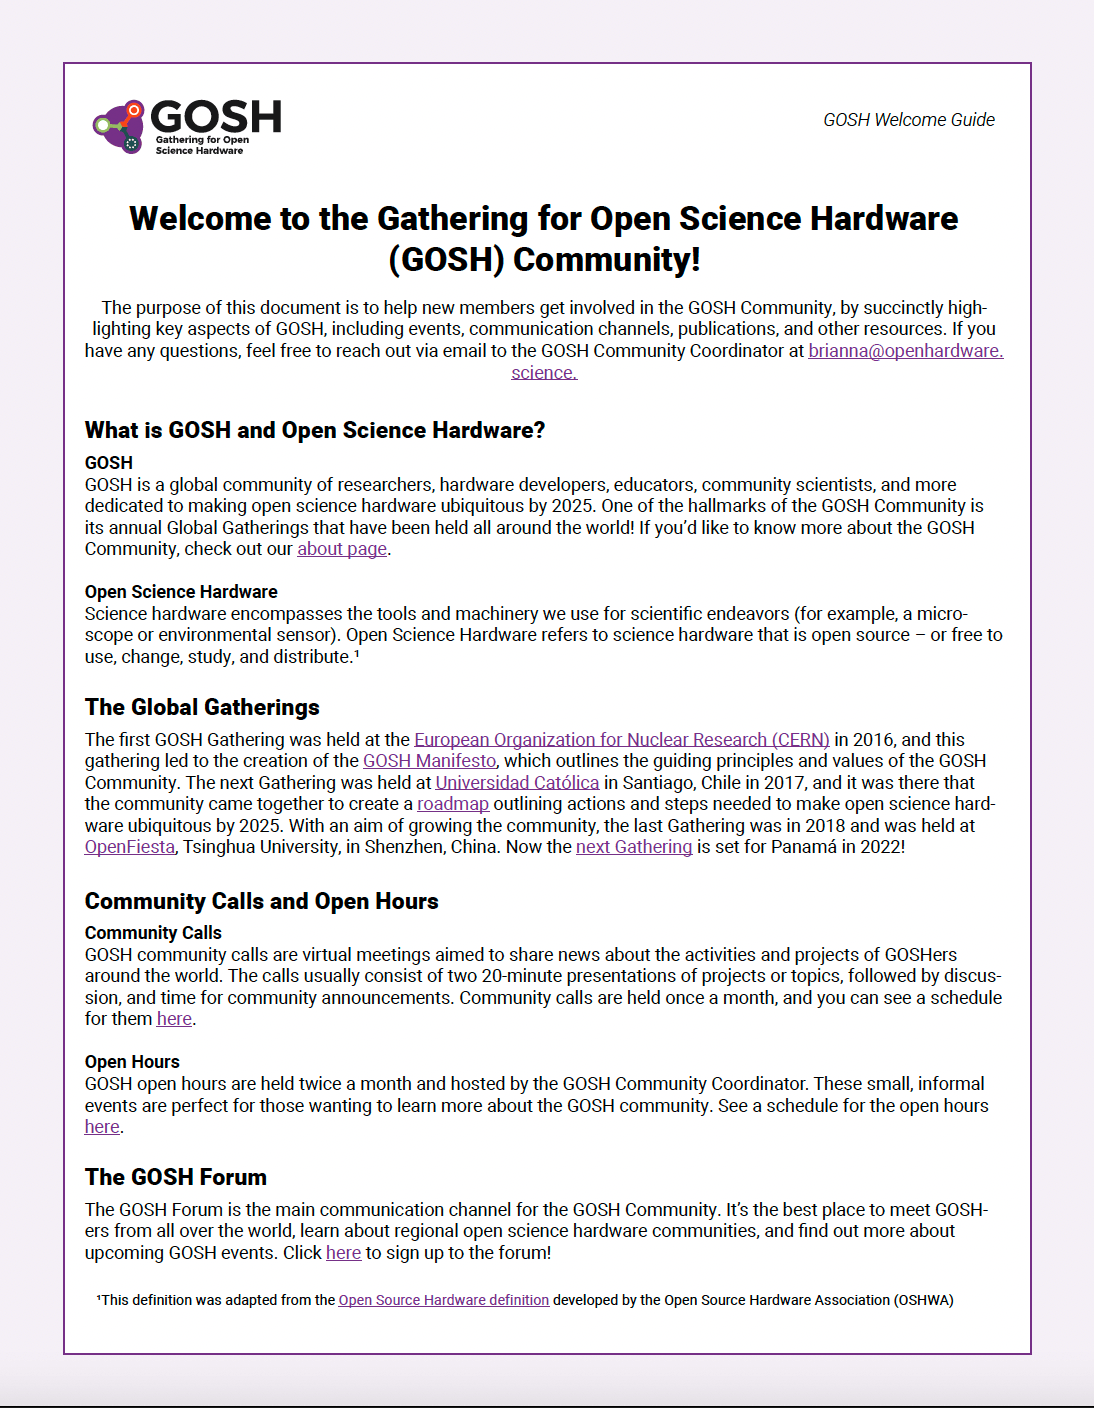 GOSH
Gathering for Open
Science Hardware
GOSH Welcome Guide
Welcome to the Gathering for Open Science Hardware
(GOSH) Community!
The purpose of this document is to help new members get involved in the GOSH Community, by succinctly high-
lighting key aspects of GOSH, including events, communication channels, publications, and other resources. If you
have any questions, feel free to reach out via email to the GOSH Community Coordinator at brianna@openhardware.
science.
What is GOSH and Open Science Hardware?
GOSH
GOSH is a global community of researchers, hardware developers, educators, community scientists, and more
dedicated to making open science hardware ubiquitous by 2025. One of the hallmarks of the GOSH Community is
its annual Global Gatherings that have been held all around the world! If you’d like to know more about the GOSH
Community, check out our about page.
Open Science Hardware
Science hardware encompasses the tools and machinery we use for scientific endeavors (for example, a micro-
scope or environmental sensor). Open Science Hardware refers to science hardware that is open source – or free to
use, change, study, and distribute.¹
The Global Gatherings
The first GOSH Gathering was held at the European Organization for Nuclear Research (CERN) in 2016, and this
gathering led to the creation of the GOSH Manifesto, which outlines the guiding principles and values of the GOSH
Community. The next Gathering was held at Universidad Católica in Santiago, Chile in 2017, and it was there that
the community came together to create a roadmap outlining actions and steps needed to make open science hard-
ware ubiquitous by 2025. With an aim of growing the community, the last Gathering was in 2018 and was held at
OpenFiesta, Tsinghua University, in Shenzhen, China. Now the next Gathering is set for Panamá in 2022!
Community Calls and Open Hours
Community Calls
GOSH community calls are virtual meetings aimed to share news about the activities and projects of GOSHers
around the world. The calls usually consist of two 20-minute presentations of projects or topics, followed by discus-
sion, and time for community announcements. Community calls are held once a month, and you can see a schedule
for them here.
Open Hours
GOSH open hours are held twice a month and hosted by the GOSH Community Coordinator. These small, informal
events are perfect for those wanting to learn more about the GOSH community. See a schedule for the open hours
here.
The GOSH Forum
The GOSH Forum is the main communication channel for the GOSH Community. It’s the best place to meet GOSH-
ers from all over the world, learn about regional open science hardware communities, and find out more about
upcoming GOSH events. Click here to sign up to the forum!
¹This definition was adapted from the Open Source Hardware definition developed by the Open Source Hardware Association (OSHWA)